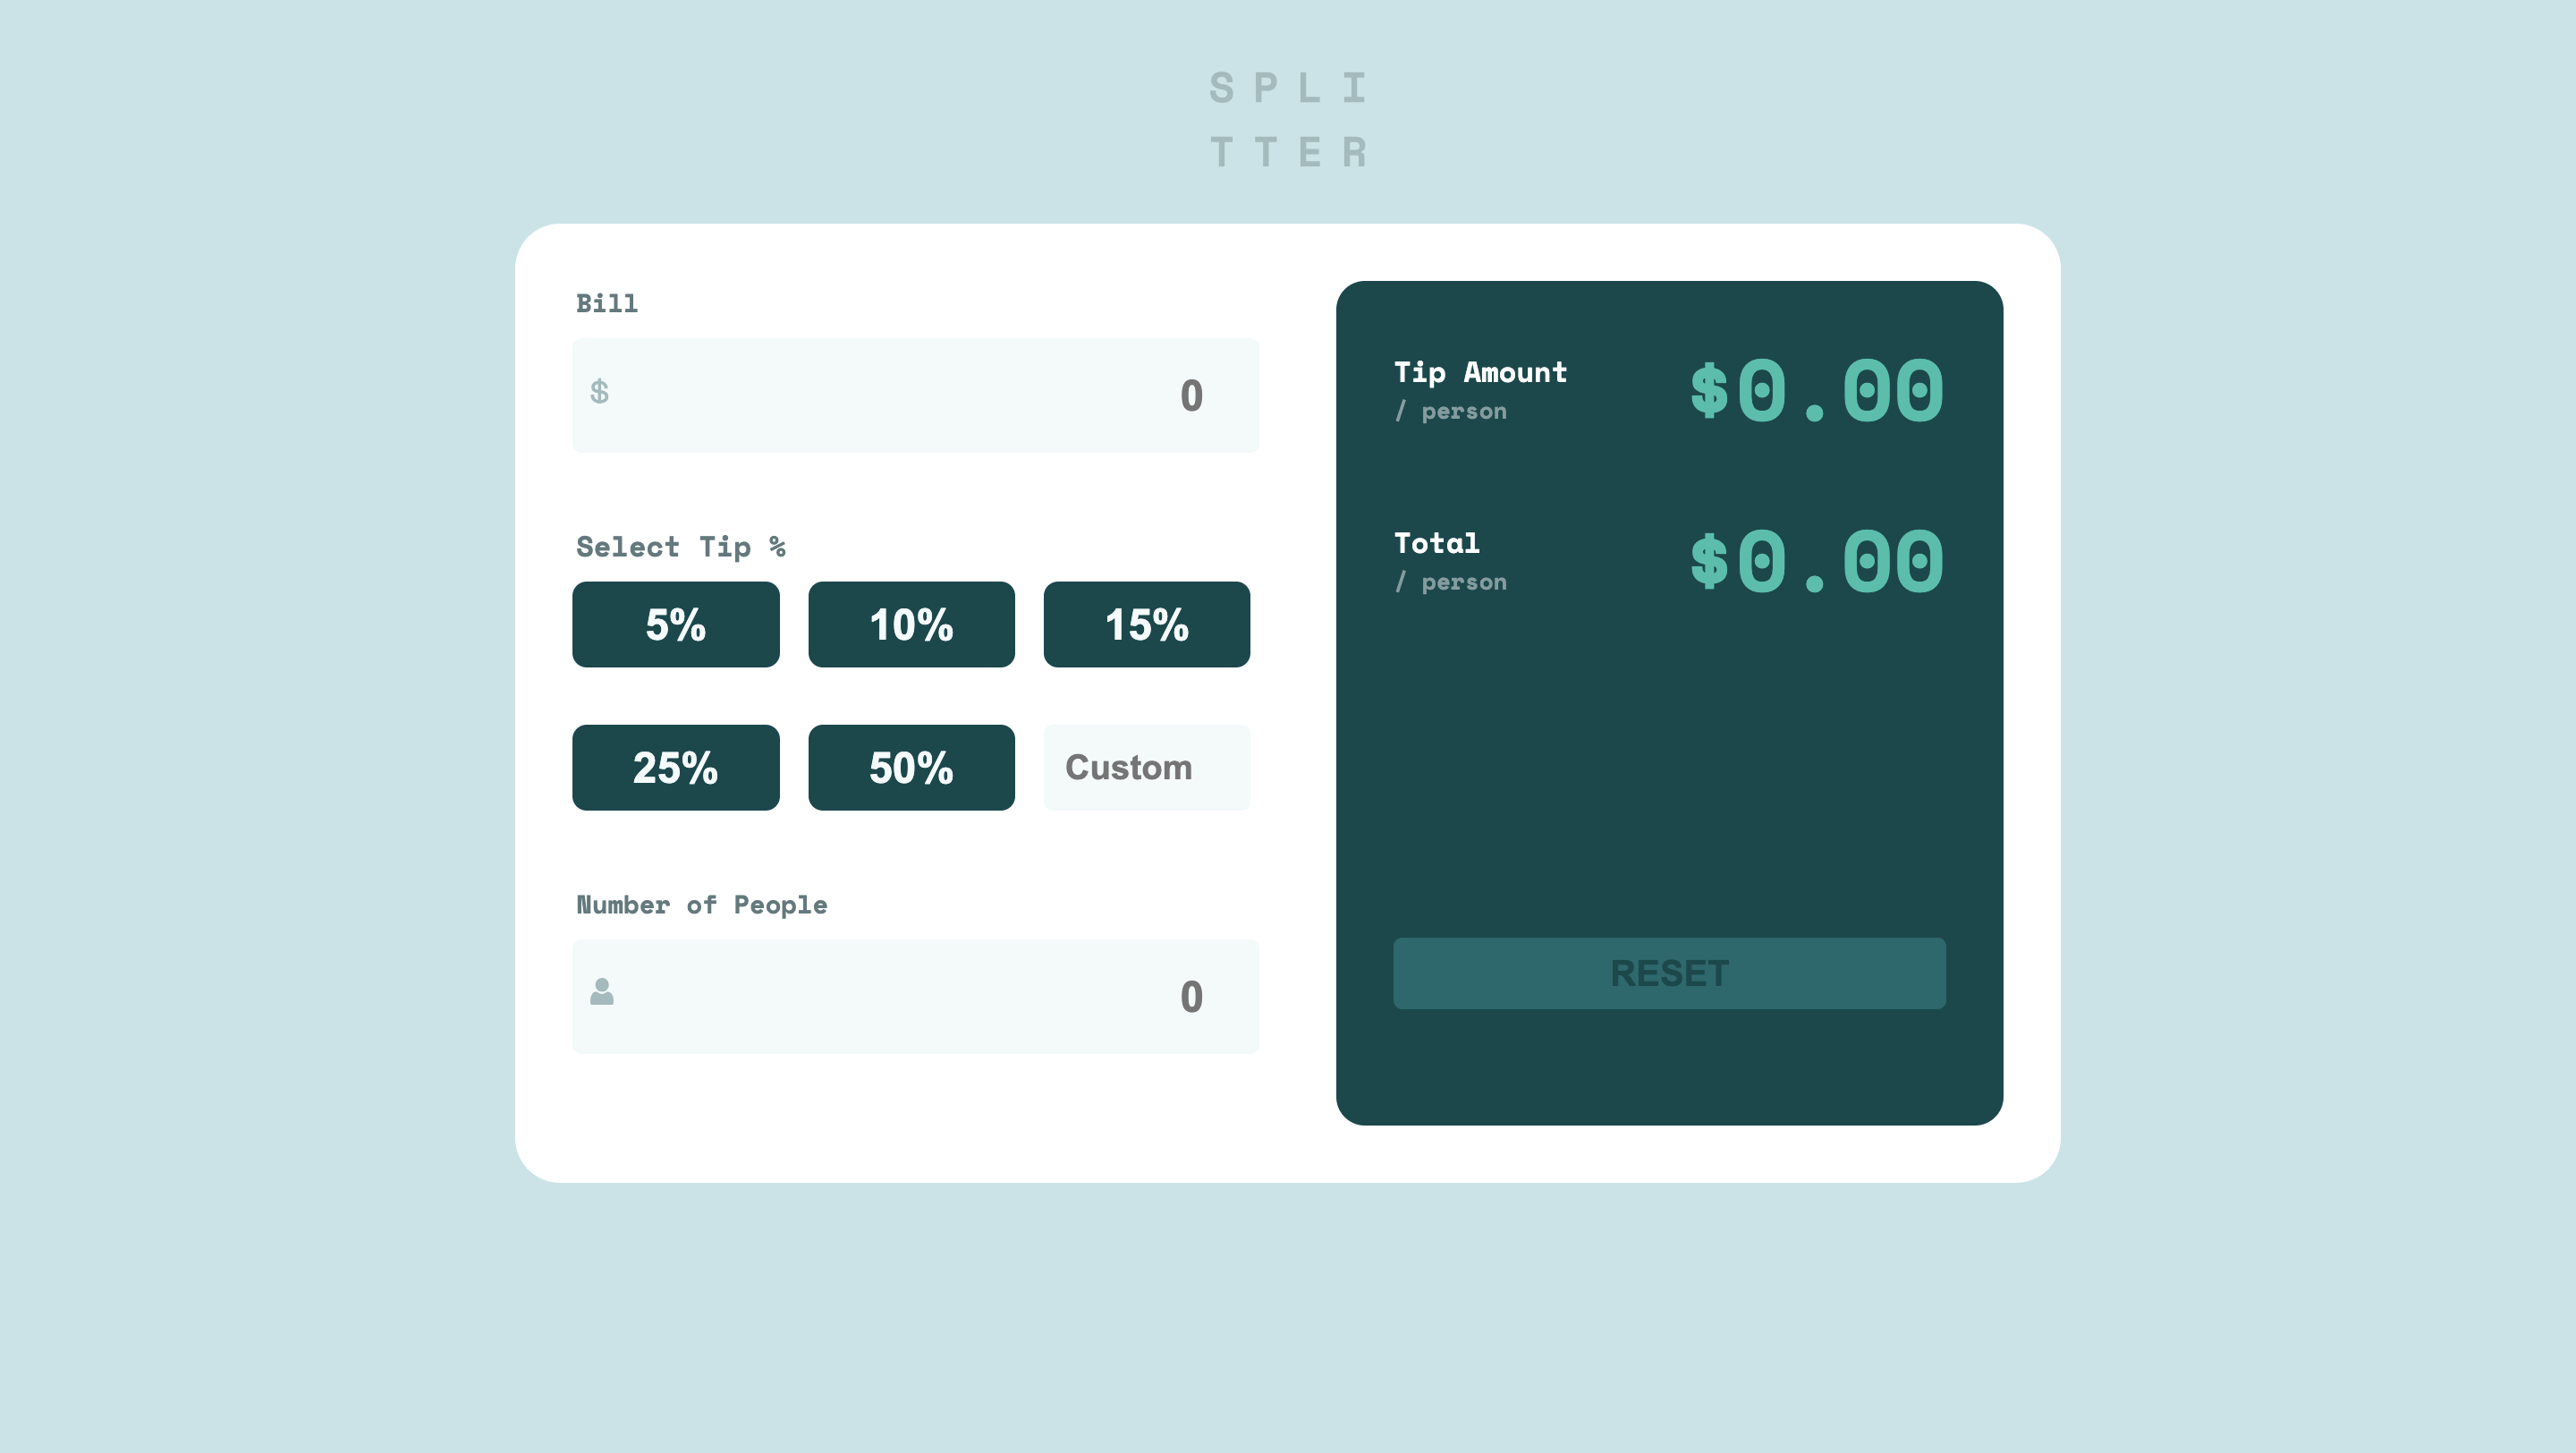 S P L I
T T E R
Bill
$
0
Select Tip %
5%
10%
15%
25%
50%
Custom
Number of People
0
Tip Amount
/ person
$0.00
Total
/ person
$0.00
RESET